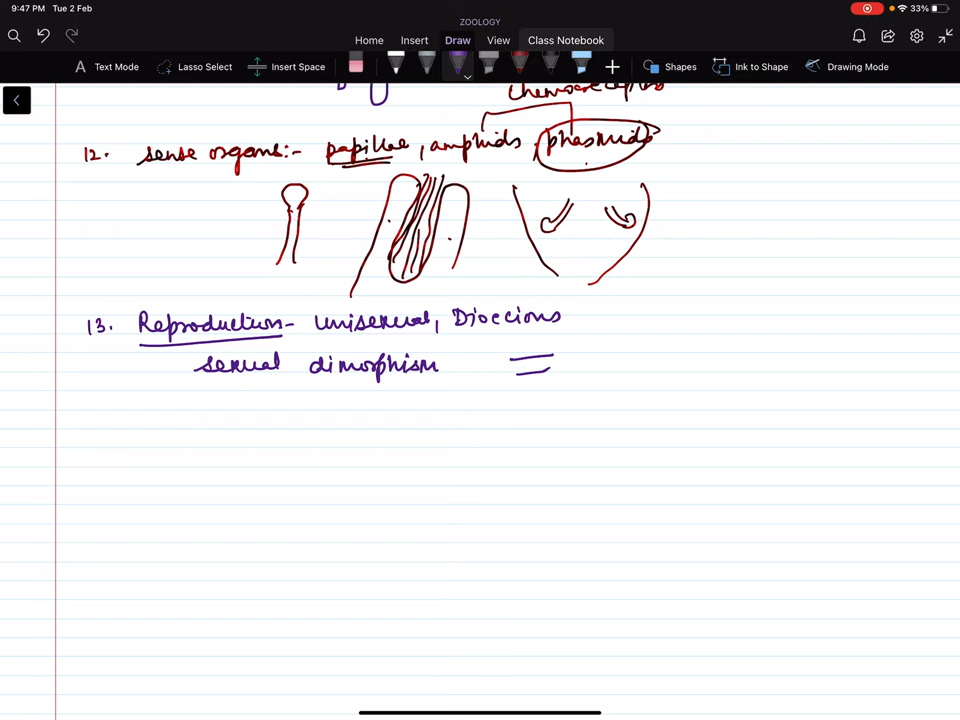 9:47 PM Tue 2 Feb
33%
ZOOLOGY
Home Insert Draw View Class Notebook
A Text Mode Lasso Select Insert Space Shapes Ink to Shape Drawing Mode
chemoreceptors
12. sense organs:- papillae, amphids, phasmids
13. Reproduction- Unisexual, Dioecious
sexual dimorphism